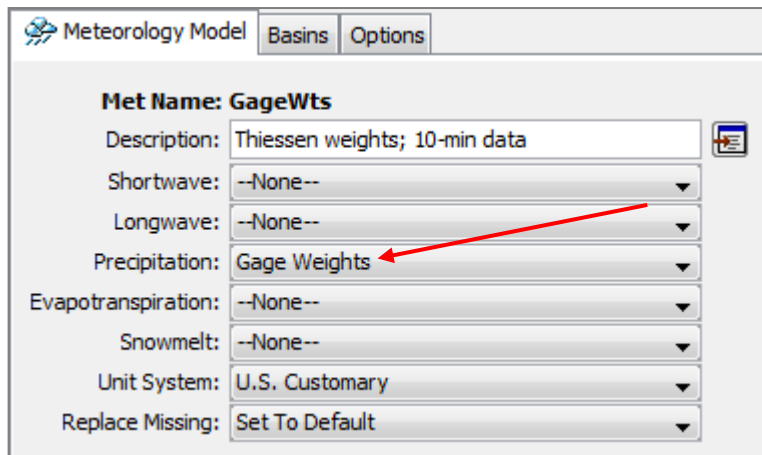 Meteorology Model Basins Options
Met Name: GageWts
Description: Thiessen weights; 10-min data
Shortwave: --None--
Longwave: --None--
Precipitation: Gage Weights
Evapotranspiration: --None--
Snowmelt: --None--
Unit System: U.S. Customary
Replace Missing: Set To Default